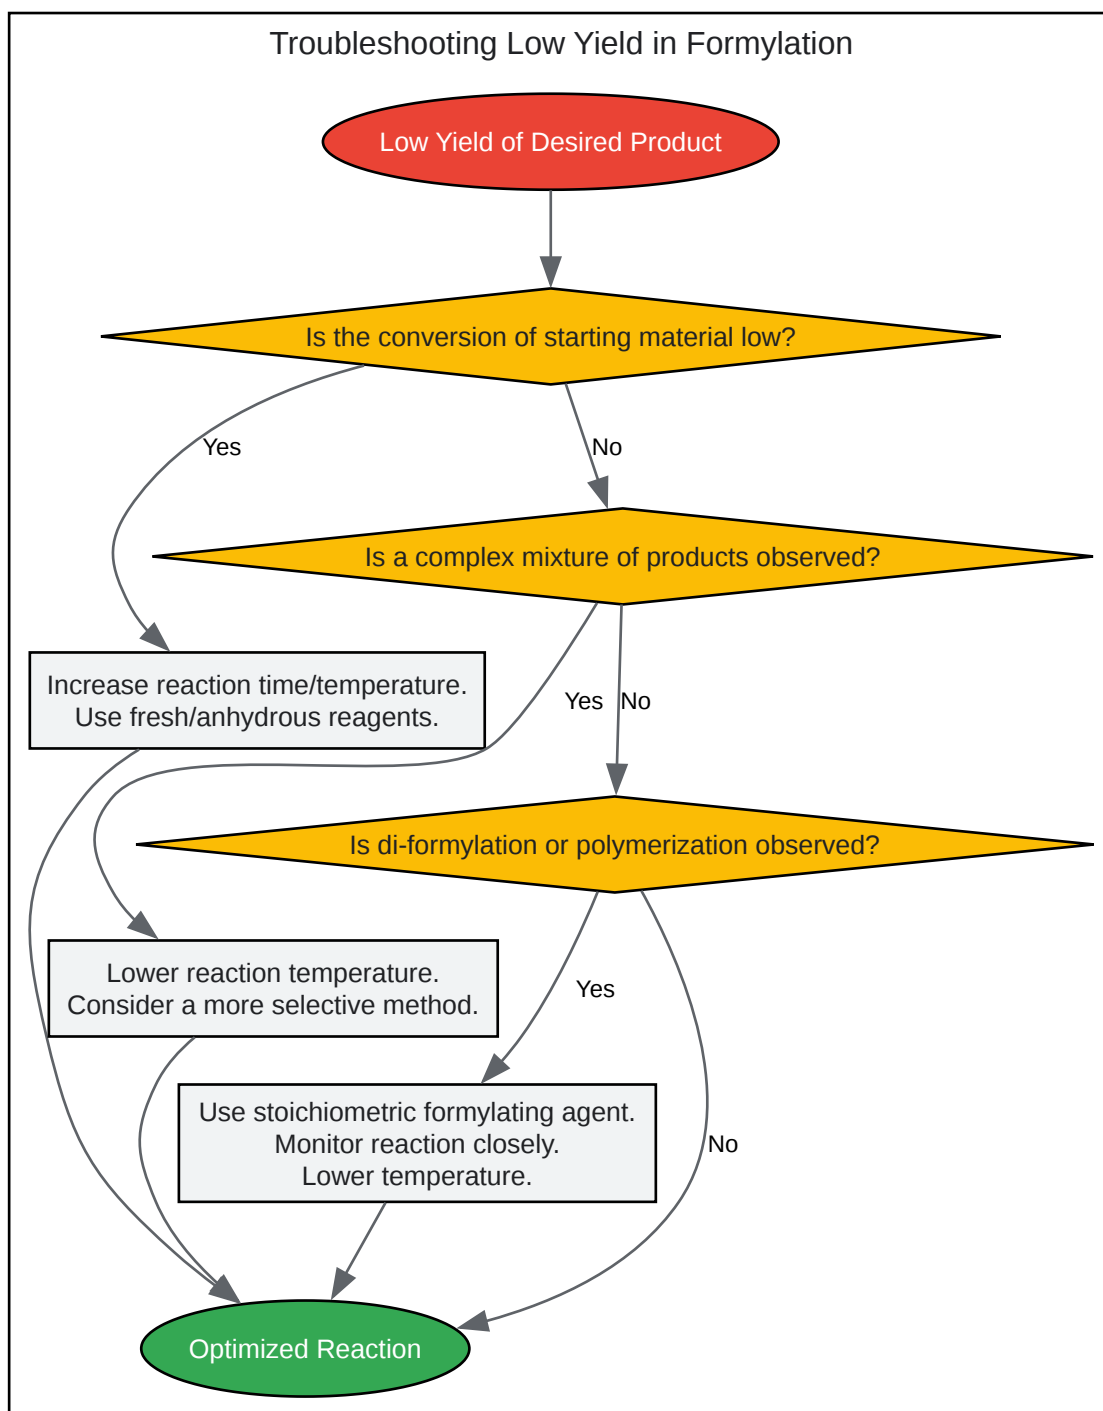 Troubleshooting Low Yield in Formylation
Low Yield of Desired Product
Is the conversion of starting material low?
Yes
No
Is a complex mixture of products observed?
Increase reaction time/temperature.
Use fresh/anhydrous reagents.
Yes
No
Is di-formylation or polymerization observed?
Lower reaction temperature.
Consider a more selective method.
Yes
Use stoichiometric formylating agent.
Monitor reaction closely.
Lower temperature.
No
Optimized Reaction